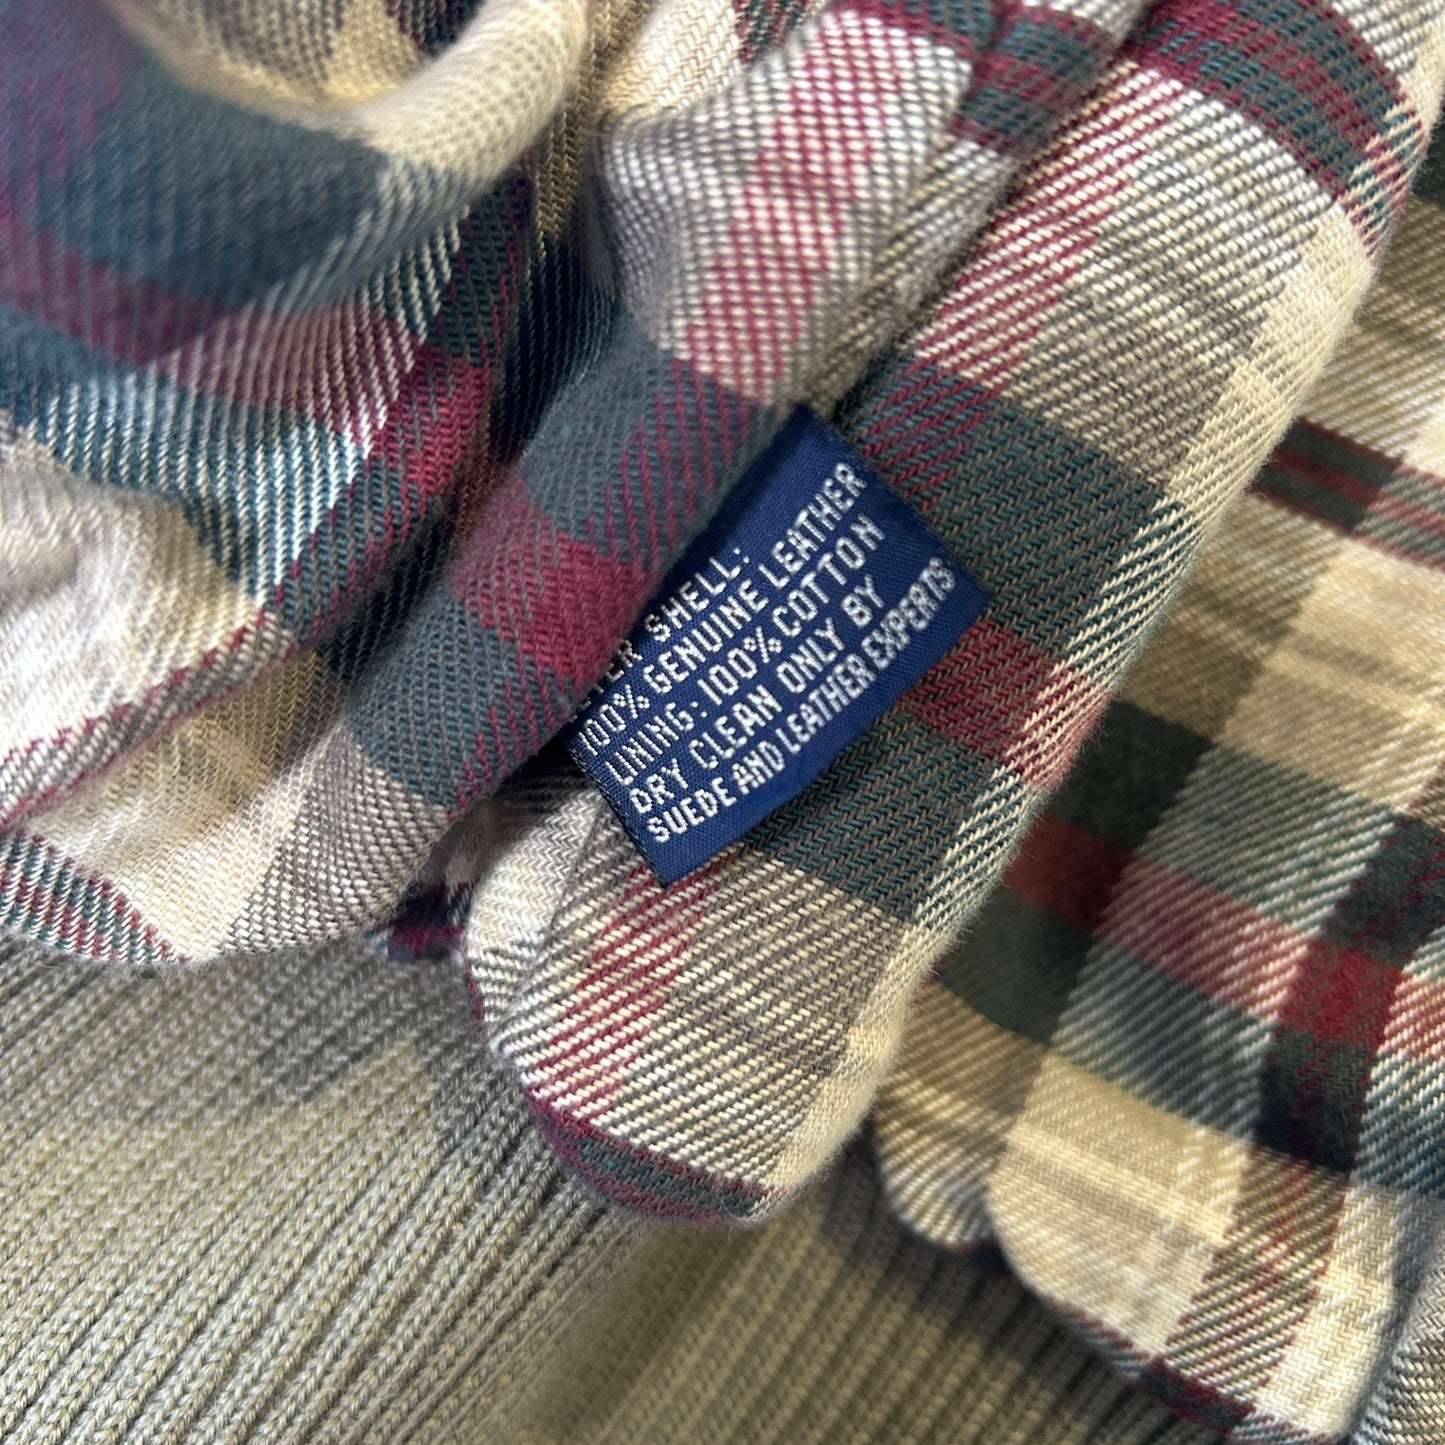 SHELL:
100% GENUINE LEATHER
LINING: 100% COTTON
DRY CLEAN ONLY BY
SUEDE AND LEATHER EXPERTS